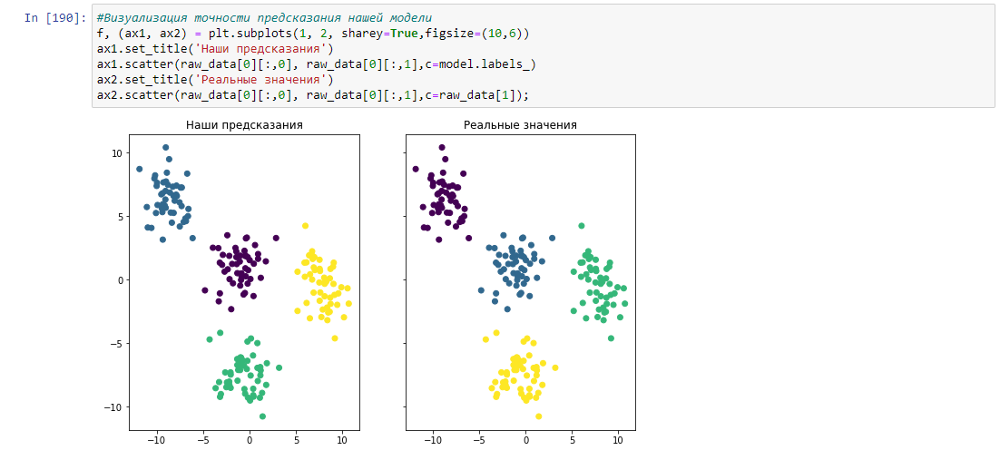 In [190]: #Визуализация точности предсказания нашей модели
f, (ax1, ax2) = plt.subplots(1, 2, sharey=True,figsize=(10,6))
ax1.set_title('Наши предсказания')
ax1.scatter(raw_data[0][:,0], raw_data[0][:,1],c=model.labels_)
ax2.set_title('Реальные значения')
ax2.scatter(raw_data[0][:,0], raw_data[0][:,1],c=raw_data[1]);
Наши предсказания
10
5
0
−5
−10
−10 −5 0 5 10
Реальные значения
−10 −5 0 5 10